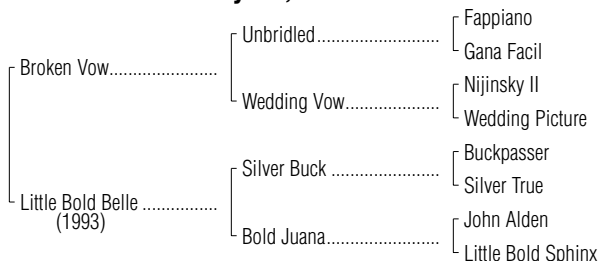 Fappiano
Unbridled
Gana Facil
Broken Vow
Nijinsky II
Wedding Vow
Wedding Picture
Buckpasser
Silver Buck
Silver True
Little Bold Belle
(1993)
John Alden
Bold Juana
Little Bold Sphinx